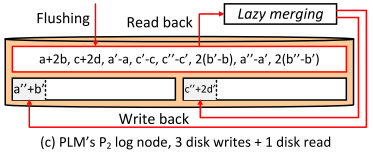 Flushing
Read back
Lazy merging
a+2b, c+2d, a′-a, c′-c, c′′-c′, 2(b′-b), a′′-a′, 2(b′′-b′)
a′′+b′
c′′+2d′
Write back
(c) PLM's P₂ log node, 3 disk writes + 1 disk read